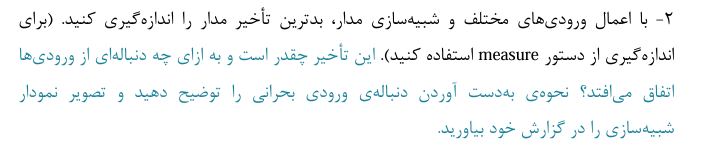 ۲- با اعمال ورودی‌های مختلف و شبیه‌سازی مدار، بدترین تأخیر مدار را اندازه‌گیری کنید. (برای
اندازه‌گیری از دستور measure استفاده کنید). این تأخیر چقدر است و به ازای چه دنباله‌ای از ورودی‌ها
اتفاق می‌افتد؟ نحوه‌ی به‌دست آوردن دنباله‌ی ورودی بحرانی را توضیح دهید و تصویر نمودار
شبیه‌سازی را در گزارش خود بیاورید.